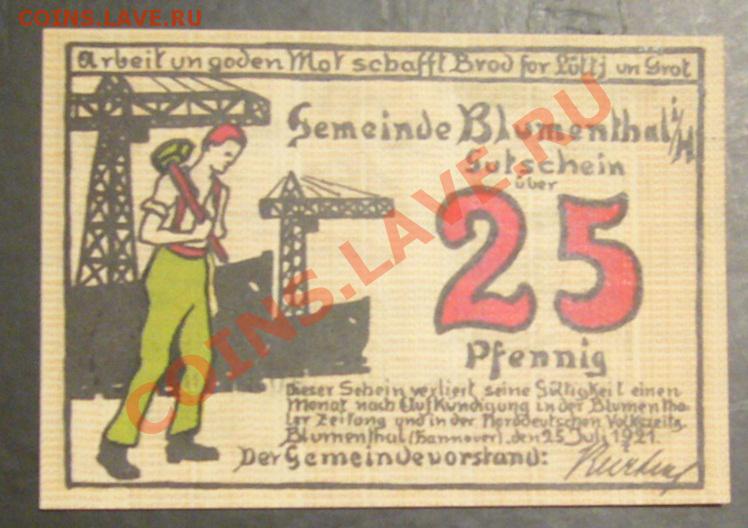 COINS.LAVE.RU
Arbeit un goden Mot schafft Brod för Lüttj un Grot
Gemeinde Blumenthal i/H
Gutschein
über
25
Pfennig
Dieser Schein verliert seine Gültigkeit einen
Monat nach Aufkündigung in der Blumentha-
ler Zeitung und in der Norddeutschen Volkszeitg.
Blumenthal (Hannover), den 25 Juli 1921.
Der Gemeindevorstand:
COINS.LAVE.RU